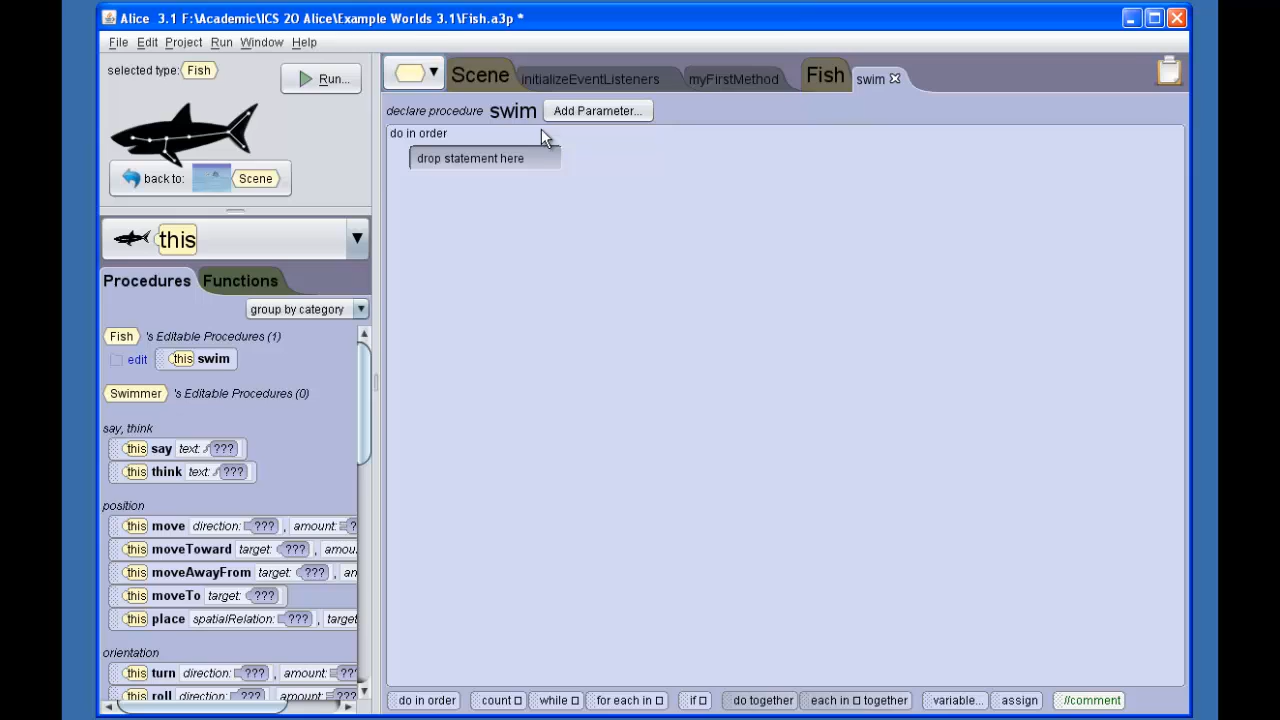 Alice 3.1 F:\Academic\ICS 2O Alice\Example Worlds 3.1\Fish.a3p *
File Edit Project Run Window Help
selected type: Fish
Run...
back to: Scene
this
Procedures Functions
group by category
Fish 's Editable Procedures (1)
edit this swim
Swimmer 's Editable Procedures (0)
say, think
this say text: ???
this think text: ???
position
this move direction: ??? , amount: ?
this moveToward target: ??? , amou
this moveAwayFrom target: ??? , an
this moveTo target: ???
this place spatialRelation: ??? , target
orientation
this turn direction: ??? , amount: ??
this roll direction: ??? , amount: ???
Scene initializeEventListeners myFirstMethod Fish swim
declare procedure swim Add Parameter...
do in order
drop statement here
do in order count while for each in if do together each in together variable... assign //comment